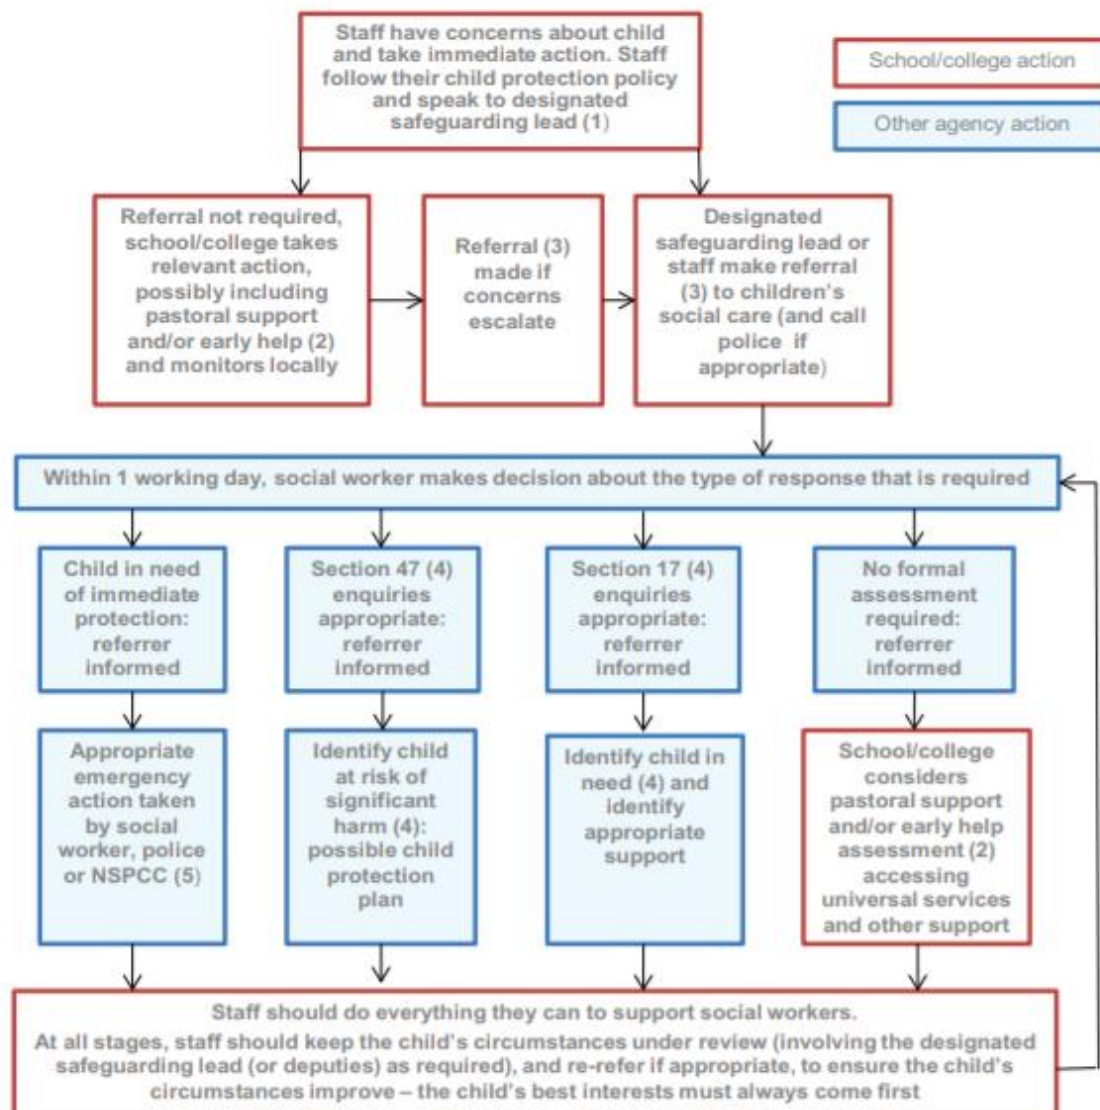 Staff have concerns about child
and take immediate action. Staff
follow their child protection policy
and speak to designated
safeguarding lead (1)
School/college action
Other agency action
Referral not required,
school/college takes
relevant action,
possibly including
pastoral support
and/or early help (2)
and monitors locally
Referral (3)
made if
concerns
escalate
Designated
safeguarding lead or
staff make referral
(3) to children's
social care (and call
police if
appropriate)
Within 1 working day, social worker makes decision about the type of response that is required
Child in need
of immediate
protection:
referrer
informed
Section 47 (4)
enquiries
appropriate:
referrer
informed
Section 17 (4)
enquiries
appropriate:
referrer
informed
No formal
assessment
required:
referrer
informed
Appropriate
emergency
action taken
by social
worker, police
or NSPCC (5)
Identify child
at risk of
significant
harm (4):
possible child
protection
plan
Identify child in
need (4) and
identify
appropriate
support
School/college
considers
pastoral support
and/or early help
assessment (2)
accessing
universal services
and other support
Staff should do everything they can to support social workers.
At all stages, staff should keep the child's circumstances under review (involving the designated
safeguarding lead (or deputies) as required), and re-refer if appropriate, to ensure the child's
circumstances improve – the child's best interests must always come first